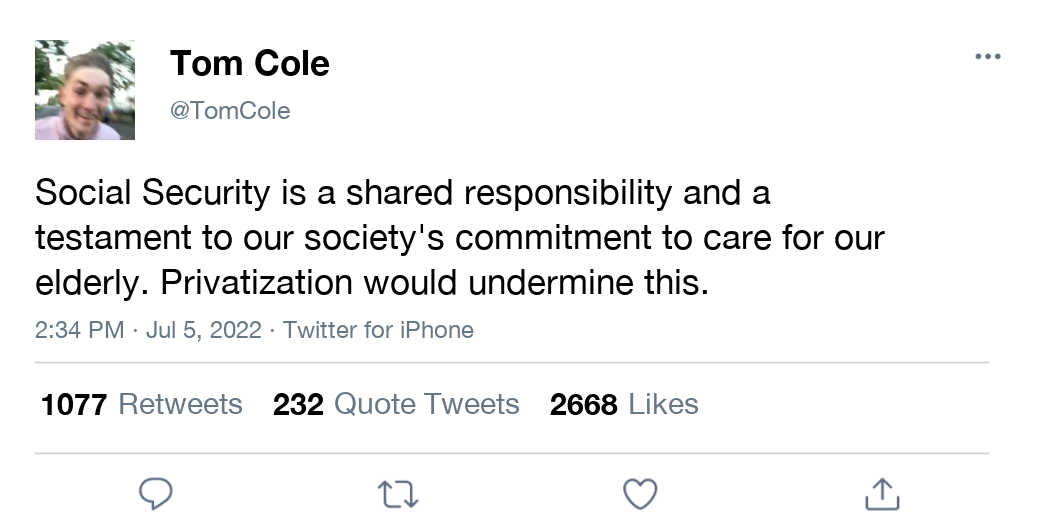 Tom Cole
@TomCole
Social Security is a shared responsibility and a
testament to our society's commitment to care for our
elderly. Privatization would undermine this.
2:34 PM · Jul 5, 2022 · Twitter for iPhone
1077 Retweets 232 Quote Tweets 2668 Likes